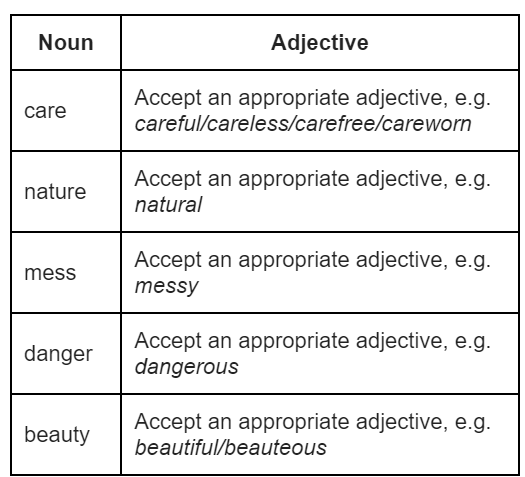 Noun Adjective
care
Accept an appropriate adjective, e.g.
careful/careless/carefree/careworn
nature
Accept an appropriate adjective, e.g.
natural
mess
Accept an appropriate adjective, e.g.
messy
danger
Accept an appropriate adjective, e.g.
dangerous
beauty
Accept an appropriate adjective, e.g.
beautiful/beauteous